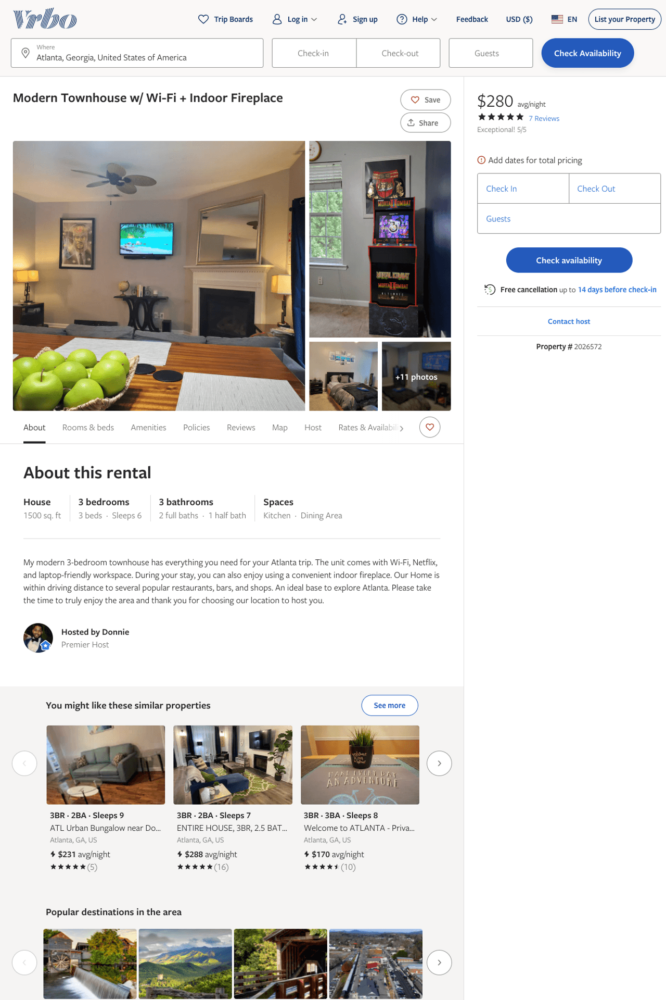 Vrbo
Trip Boards
Log in
Sign up
Help
Feedback
USD ($)
EN
List your Property
Where
Atlanta, Georgia, United States of America
Check-in
Check-out
Guests
Check Availability
Modern Townhouse w/ Wi-Fi + Indoor Fireplace
Save
Share
MORTAL KOMBAT
MORTAL KOMBAT
MORTAL KOMBAT
+11 photos
$280 avg/night
7 Reviews
Exceptional! 5/5
Add dates for total pricing
Check In
Check Out
Guests
Check availability
Free cancellation up to 14 days before check-in
Contact host
Property # 2026572
About
Rooms & beds
Amenities
Policies
Reviews
Map
Host
Rates & Availabili
About this rental
House
1500 sq. ft
3 bedrooms
3 beds · Sleeps 6
3 bathrooms
2 full baths · 1 half bath
Spaces
Kitchen · Dining Area
My modern 3-bedroom townhouse has everything you need for your Atlanta trip. The unit comes with Wi-Fi, Netflix,
and laptop-friendly workspace. During your stay, you can also enjoy using a convenient indoor fireplace. Our Home is
within driving distance to several popular restaurants, bars, and shops. An ideal base to explore Atlanta. Please take
the time to truly enjoy the area and thank you for choosing our location to host you.
Hosted by Donnie
Premier Host
You might like these similar properties
See more
welcome
MAKE EVERY DAY
AN ADVENTURE
3BR · 2BA · Sleeps 9
ATL Urban Bungalow near Do...
Atlanta, GA, US
$231 avg/night
(5)
3BR · 2BA · Sleeps 7
ENTIRE HOUSE, 3BR, 2.5 BAT...
Atlanta, GA, US
$288 avg/night
(16)
3BR · 3BA · Sleeps 8
Welcome to ATLANTA - Priva...
Atlanta, GA, US
$170 avg/night
(10)
Popular destinations in the area